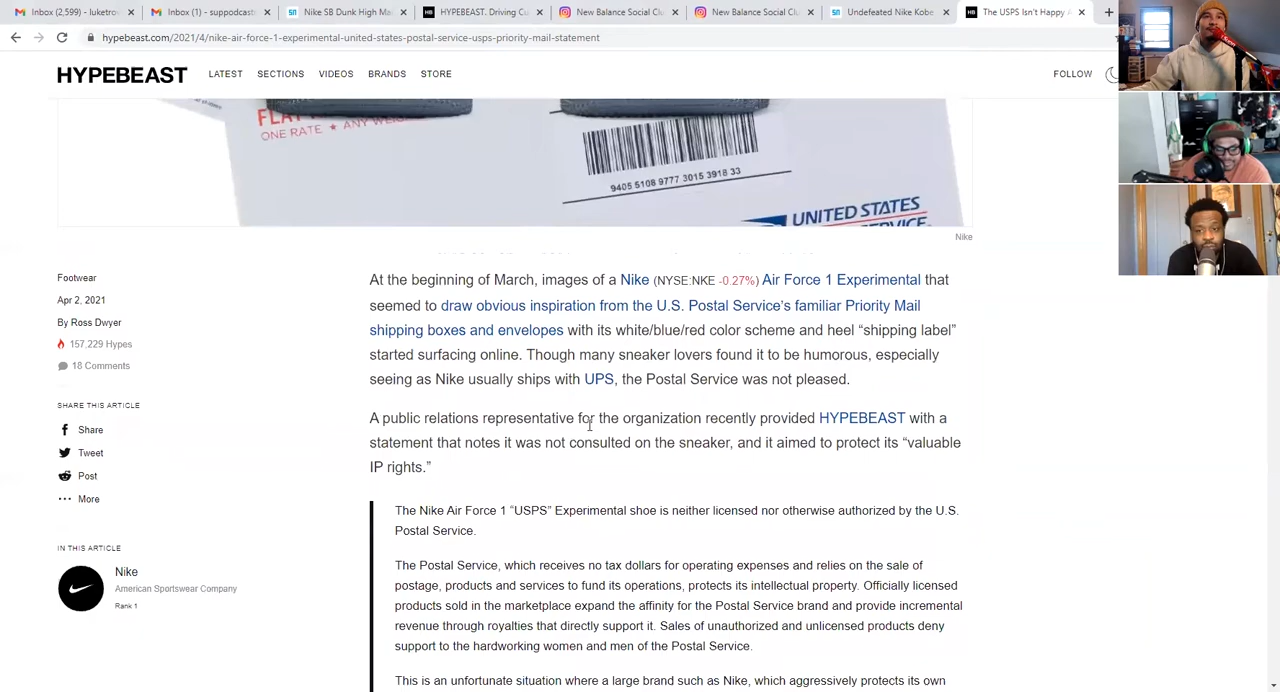 Inbox (2,599) - luketro
Inbox (1) - suppodcast
Nike SB Dunk High Ma
HYPEBEAST. Driving Cu
New Balance Social Clu
New Balance Social Clu
Undefeated Nike Kobe
The USPS Isn't Happy A
hypebeast.com/2021/4/nike-air-force-1-experimental-united-states-postal-service-usps-priority-mail-statement
HYPEBEAST
LATEST
SECTIONS
VIDEOS
BRANDS
STORE
FOLLOW
ONE RATE ★ ANY WEIG
9405 5108 9777 3015 3918 33
UNITED STATES
Nike
Footwear
Apr 2, 2021
By Ross Dwyer
157,229 Hypes
18 Comments
SHARE THIS ARTICLE
Share
Tweet
Post
More
IN THIS ARTICLE
Nike
American Sportswear Company
Rank 1
At the beginning of March, images of a Nike (NYSE:NKE -0.27%) Air Force 1 Experimental that
seemed to draw obvious inspiration from the U.S. Postal Service's familiar Priority Mail
shipping boxes and envelopes with its white/blue/red color scheme and heel “shipping label”
started surfacing online. Though many sneaker lovers found it to be humorous, especially
seeing as Nike usually ships with UPS, the Postal Service was not pleased.
A public relations representative for the organization recently provided HYPEBEAST with a
statement that notes it was not consulted on the sneaker, and it aimed to protect its “valuable
IP rights.”
The Nike Air Force 1 “USPS” Experimental shoe is neither licensed nor otherwise authorized by the U.S.
Postal Service.
The Postal Service, which receives no tax dollars for operating expenses and relies on the sale of
postage, products and services to fund its operations, protects its intellectual property. Officially licensed
products sold in the marketplace expand the affinity for the Postal Service brand and provide incremental
revenue through royalties that directly support it. Sales of unauthorized and unlicensed products deny
support to the hardworking women and men of the Postal Service.
This is an unfortunate situation where a large brand such as Nike, which aggressively protects its own